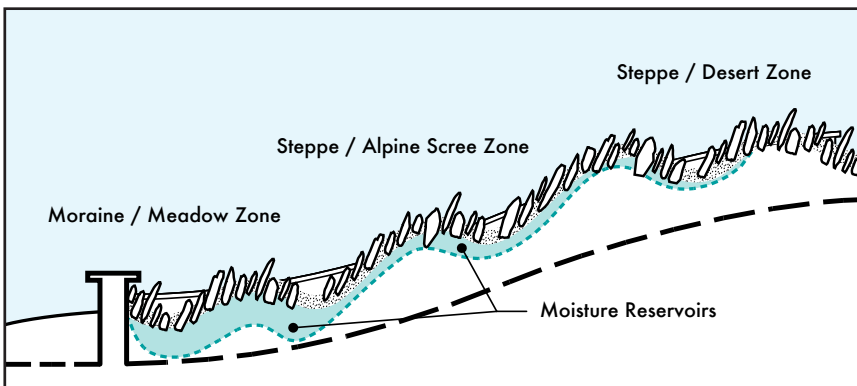 Steppe / Desert Zone
Steppe / Alpine Scree Zone
Moraine / Meadow Zone
Moisture Reservoirs